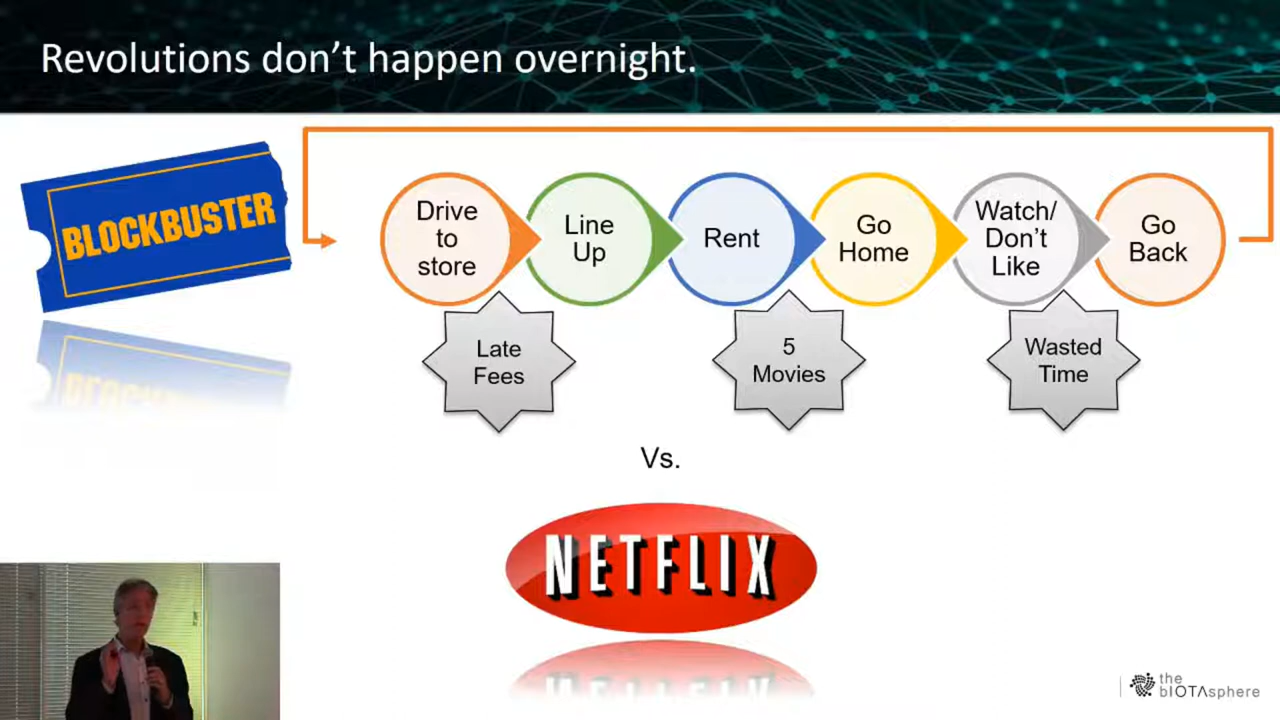 Revolutions don't happen overnight.
BLOCKBUSTER
Drive
to
store
Line
Up
Rent
Go
Home
Watch/
Don't
Like
Go
Back
Late
Fees
5
Movies
Wasted
Time
Vs.
NETFLIX
the
bIOTAsphere